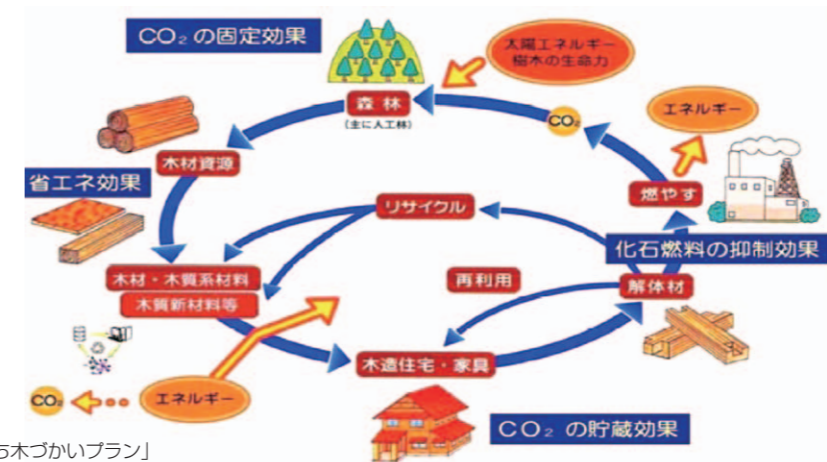 CO₂の固定効果
太陽エネルギー
樹木の生命力
森林
(主に人工林)
CO₂
エネルギー
木材資源
省エネ効果
リサイクル
燃やす
化石燃料の抑制効果
木材・木質系材料
木質新材料等
再利用
解体材
木造住宅・家具
CO₂
エネルギー
CO₂の貯蔵効果
ち木づかいプラン」